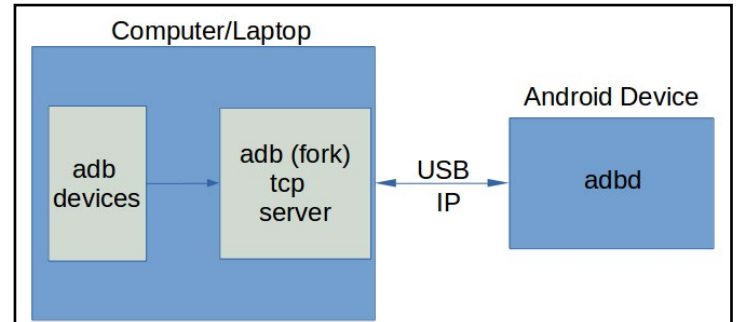 Computer/Laptop
adb
devices
adb (fork)
tcp
server
USB
IP
Android Device
adbd